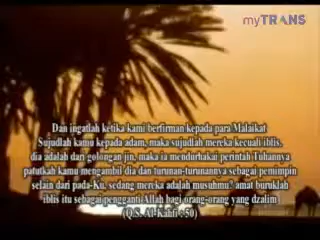 myTRANS
Dan ingatlah ketika kami berfirman kepada para Malaikat
Sujudlah kamu kepada adam, maka sujudlah mereka kecuali iblis.
dia adalah dari golongan jin, maka ia mendurhakai perintah Tuhannya
patutkah kamu mengambil dia dan turunan-turunannya sebagai pemimpin
selain dari pada-Ku, sedang mereka adalah musuhmu? amat buruklah
iblis itu sebagai pengganti Allah bagi orang-orang yang dzalim
(Q.S. Al-Kahfi : 50)